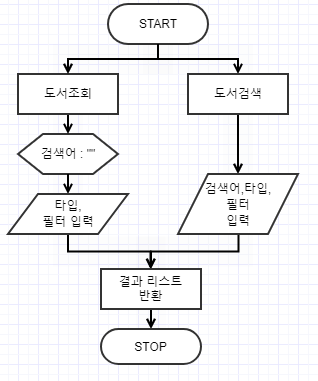 START
도서조회
도서검색
검색어 : ""
타입,
필터 입력
검색어,타입,
필터
입력
결과 리스트
반환
STOP